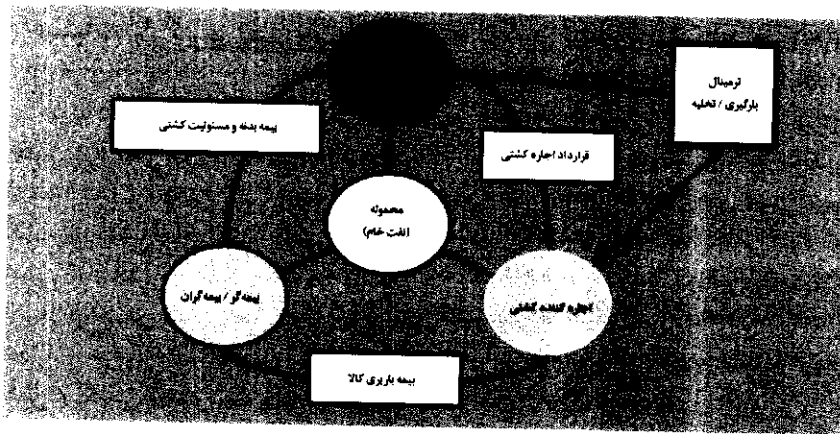 ترمینال
بارگیری / تخلیه
بیمه بدنه و مسئولیت کشتی
قرارداد اجاره کشتی
محموله
(نفت خام)
بیمه‌گر / بیمه‌گران
اجاره کننده کشتی
بیمه باربری کالا